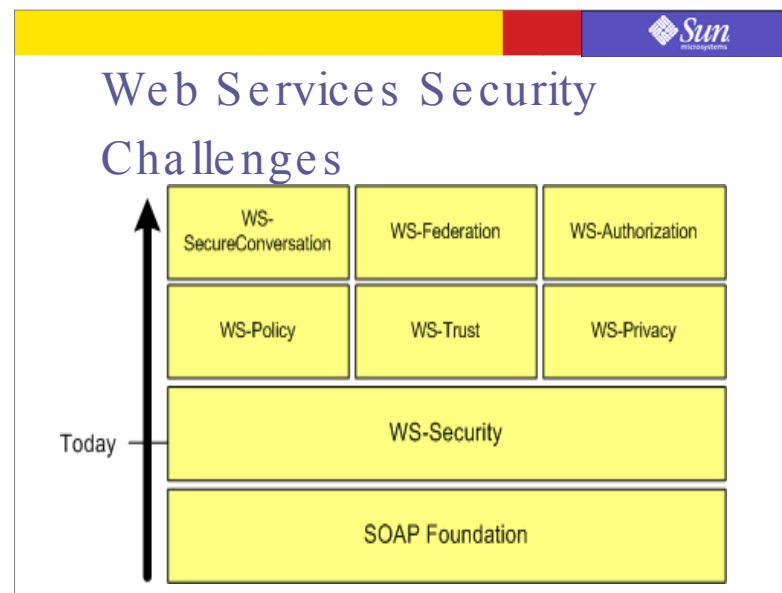 Sun
microsystems
Web Services Security
Challenges
WS-
SecureConversation
WS-Federation
WS-Authorization
WS-Policy
WS-Trust
WS-Privacy
Today
WS-Security
SOAP Foundation